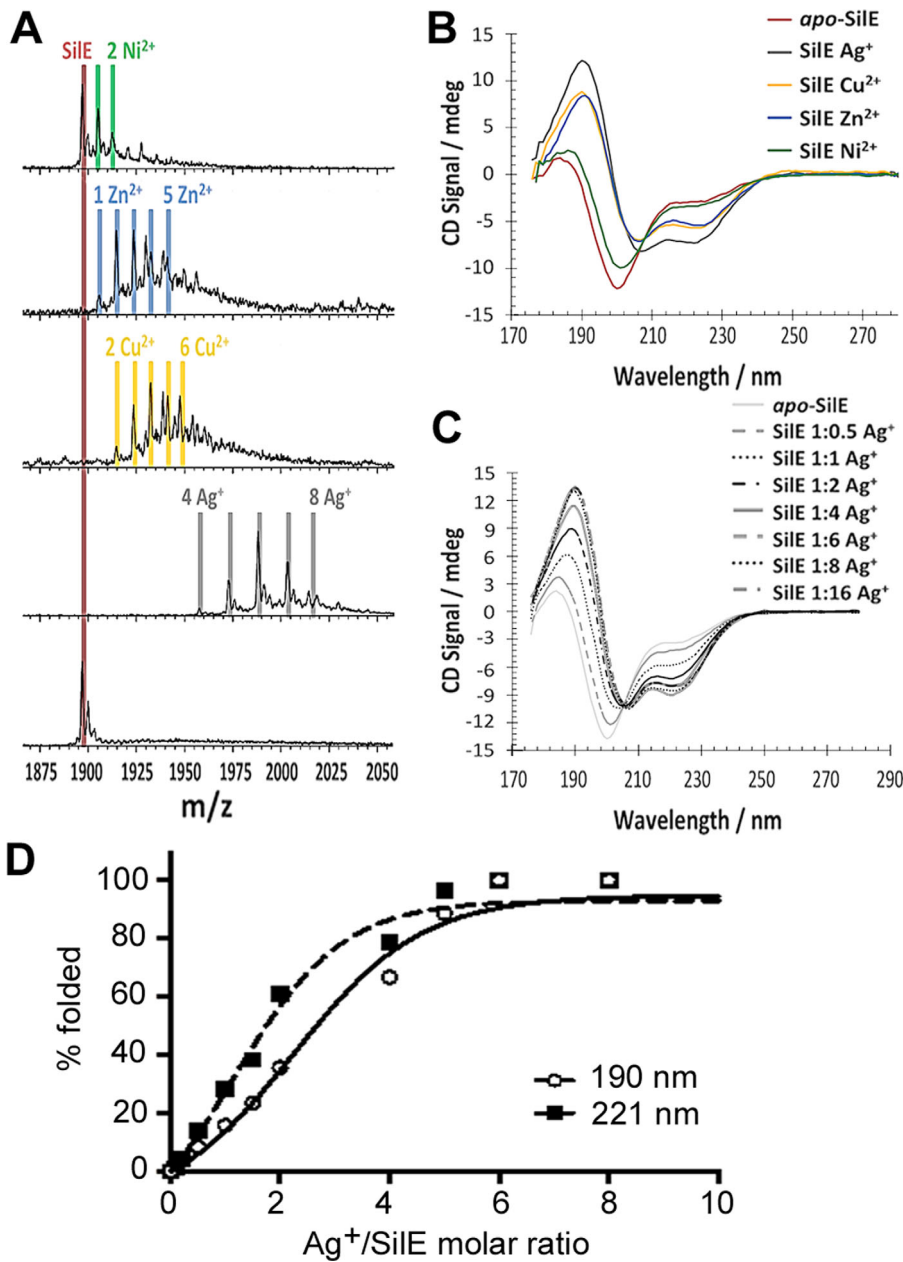 A
SilE 2 Ni²⁺
1 Zn²⁺ 5 Zn²⁺
2 Cu²⁺ 6 Cu²⁺
4 Ag⁺ 8 Ag⁺
1875 1900 1925 1950 1975 2000 2025 2050
m/z
B
apo-SilE
SilE Ag⁺
SilE Cu²⁺
SilE Zn²⁺
SilE Ni²⁺
15
10
5
0
-5
-10
-15
CD Signal / mdeg
170 190 210 230 250 270
Wavelength / nm
C
apo-SilE
SilE 1:0.5 Ag⁺
SilE 1:1 Ag⁺
SilE 1:2 Ag⁺
SilE 1:4 Ag⁺
SilE 1:6 Ag⁺
SilE 1:8 Ag⁺
SilE 1:16 Ag⁺
15
12
9
6
3
0
-3
-6
-9
-12
-15
CD Signal / mdeg
170 190 210 230 250 270 290
Wavelength / nm
D
100
80
60
40
20
0
% folded
190 nm
221 nm
0 2 4 6 8 10
Ag⁺/SilE molar ratio